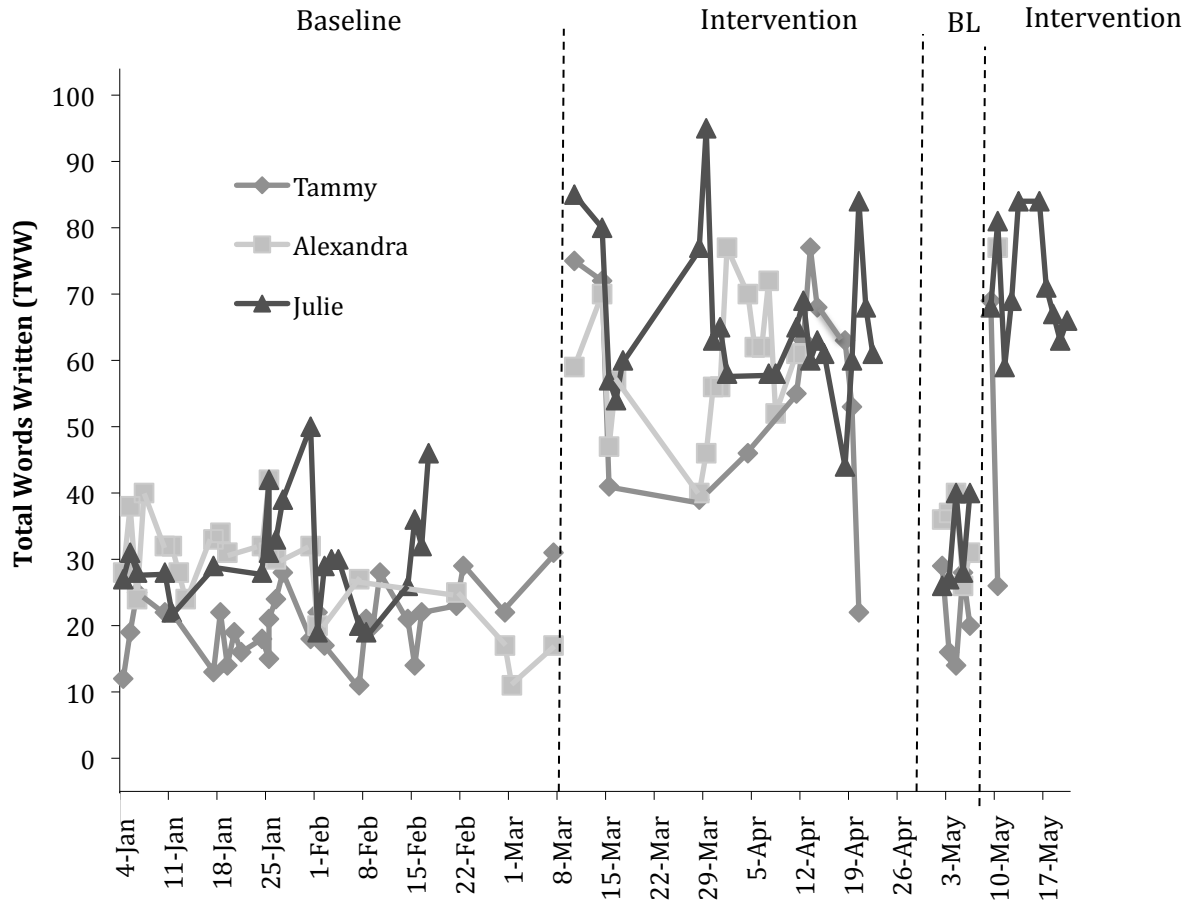 Baseline Intervention BL Intervention
Total Words Written (TWW)
100
90
80
70
60
50
40
30
20
10
0
Tammy
Alexandra
Julie
4-Jan
11-Jan
18-Jan
25-Jan
1-Feb
8-Feb
15-Feb
22-Feb
1-Mar
8-Mar
15-Mar
22-Mar
29-Mar
5-Apr
12-Apr
19-Apr
26-Apr
3-May
10-May
17-May